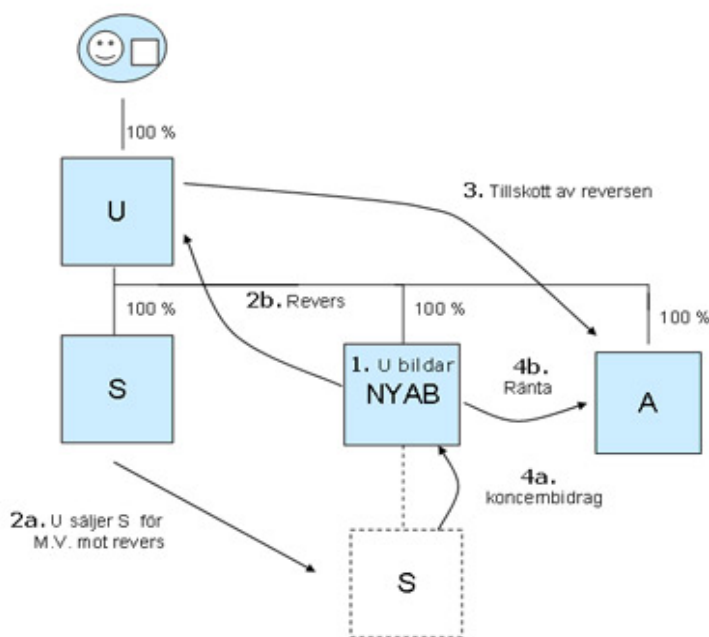 100 %
U
3. Tillskott av reversen
2b. Revers
100 %
100 %
100 %
S
1. U bildar
NYAB
4b.
Ränta
A
4a.
koncembidrag
2a. U säljer S för
M.V. mot revers
S